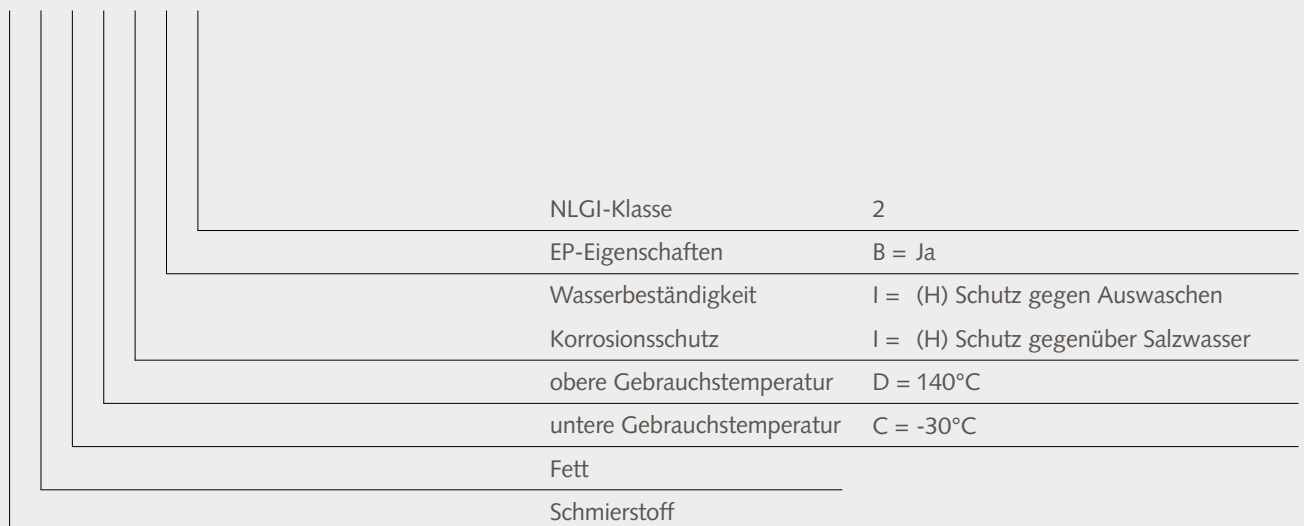 NLGI-Klasse 2
EP-Eigenschaften B = Ja
Wasserbeständigkeit I = (H) Schutz gegen Auswaschen
Korrosionsschutz I = (H) Schutz gegenüber Salzwasser
obere Gebrauchstemperatur D = 140°C
untere Gebrauchstemperatur C = -30°C
Fett
Schmierstoff